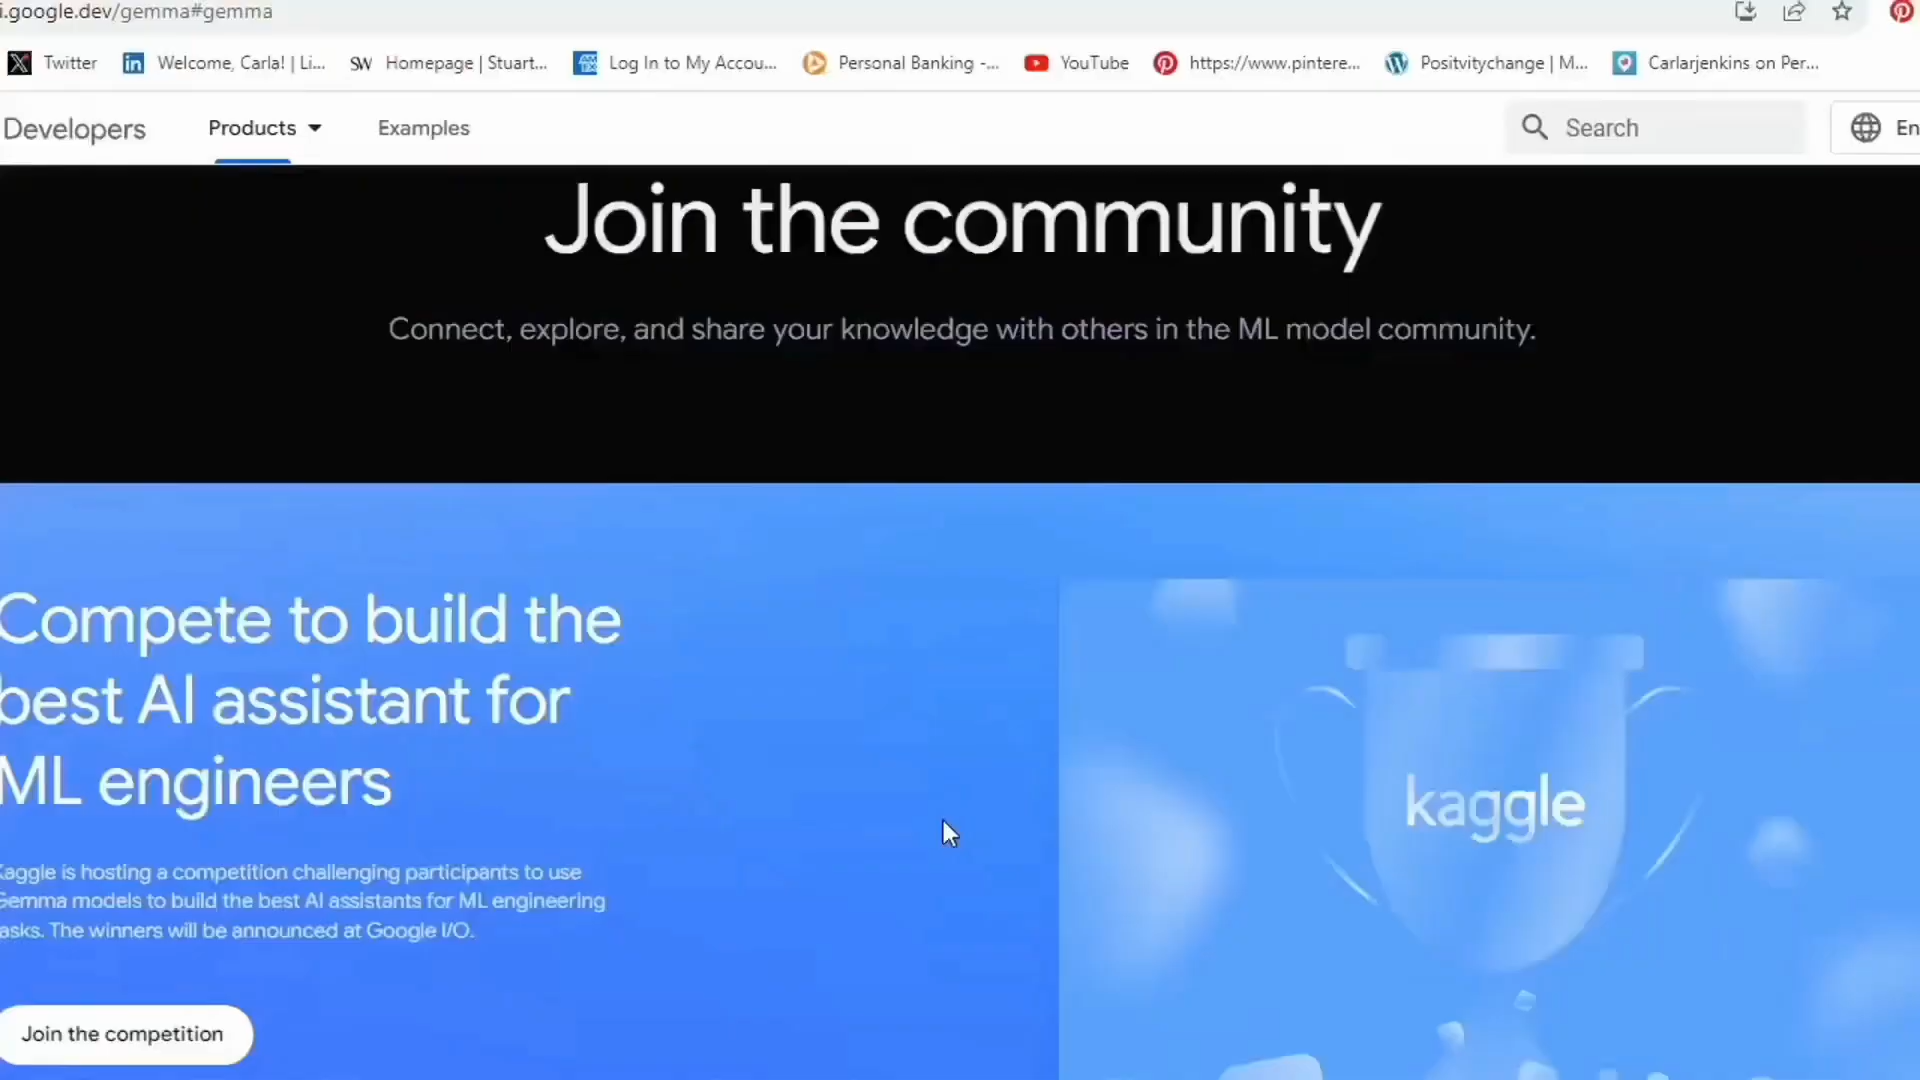 i.google.dev/gemma#gemma
Twitter
Welcome, Carla! | Li...
SW Homepage | Stuart...
Log In to My Accou...
Personal Banking -...
YouTube
https://www.pintere...
Positvitychange | M...
Carlarjenkins on Per...
Developers
Products
Examples
Search
En
Join the community
Connect, explore, and share your knowledge with others in the ML model community.
Compete to build the
best AI assistant for
ML engineers
Kaggle is hosting a competition challenging participants to use
Gemma models to build the best AI assistants for ML engineering
tasks. The winners will be announced at Google I/O.
Join the competition
kaggle